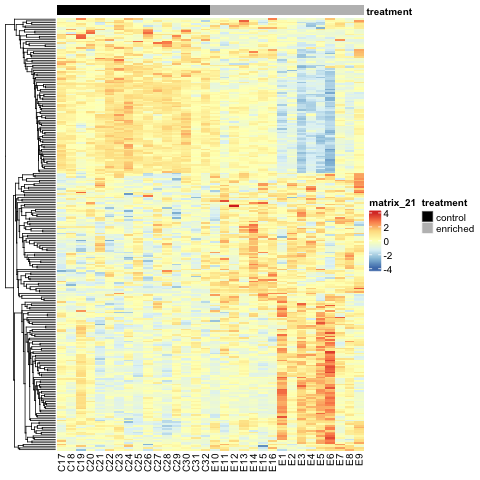 treatment
matrix_21
4
2
0
-2
-4
treatment
control
enriched
C17
C18
C19
C20
C21
C22
C23
C24
C25
C26
C27
C28
C29
C30
C31
C32
E10
E11
E12
E13
E14
E15
E16
E1
E2
E3
E4
E5
E6
E7
E8
E9